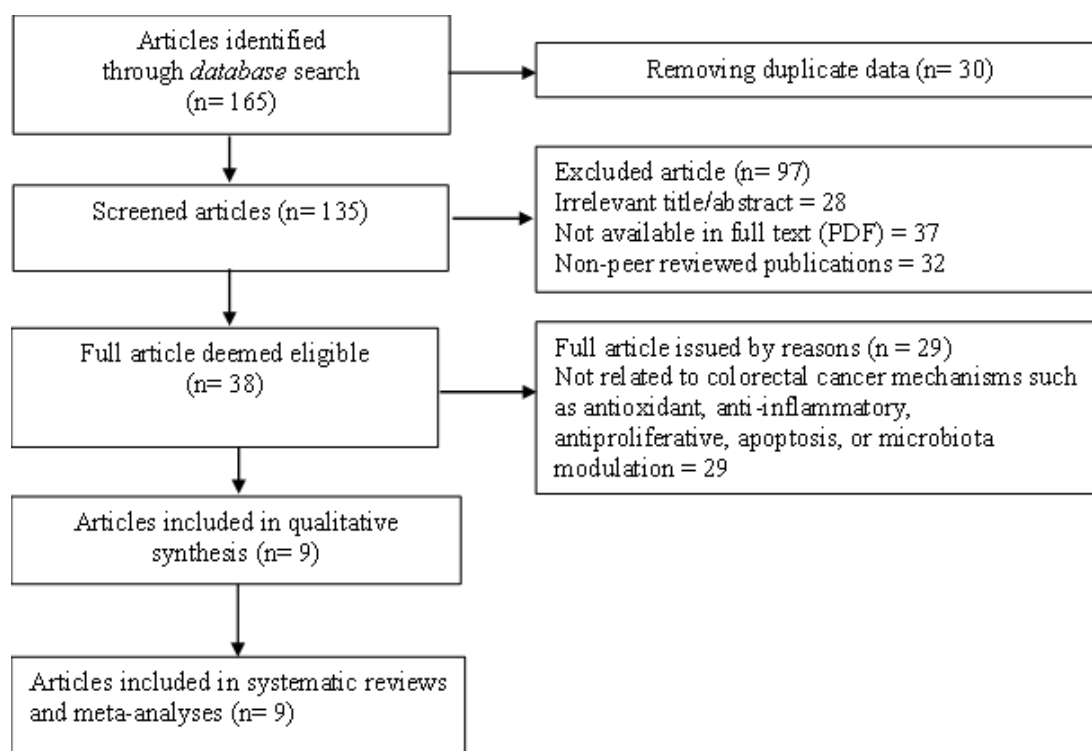 Articles identified
through database search
(n= 165)
Removing duplicate data (n= 30)
Screened articles (n= 135)
Excluded article (n= 97)
Irrelevant title/abstract = 28
Not available in full text (PDF) = 37
Non-peer reviewed publications = 32
Full article deemed eligible
(n= 38)
Full article issued by reasons (n = 29)
Not related to colorectal cancer mechanisms such
as antioxidant, anti-inflammatory,
antiproliferative, apoptosis, or microbiota
modulation = 29
Articles included in qualitative
synthesis (n= 9)
Articles included in systematic reviews
and meta-analyses (n= 9)